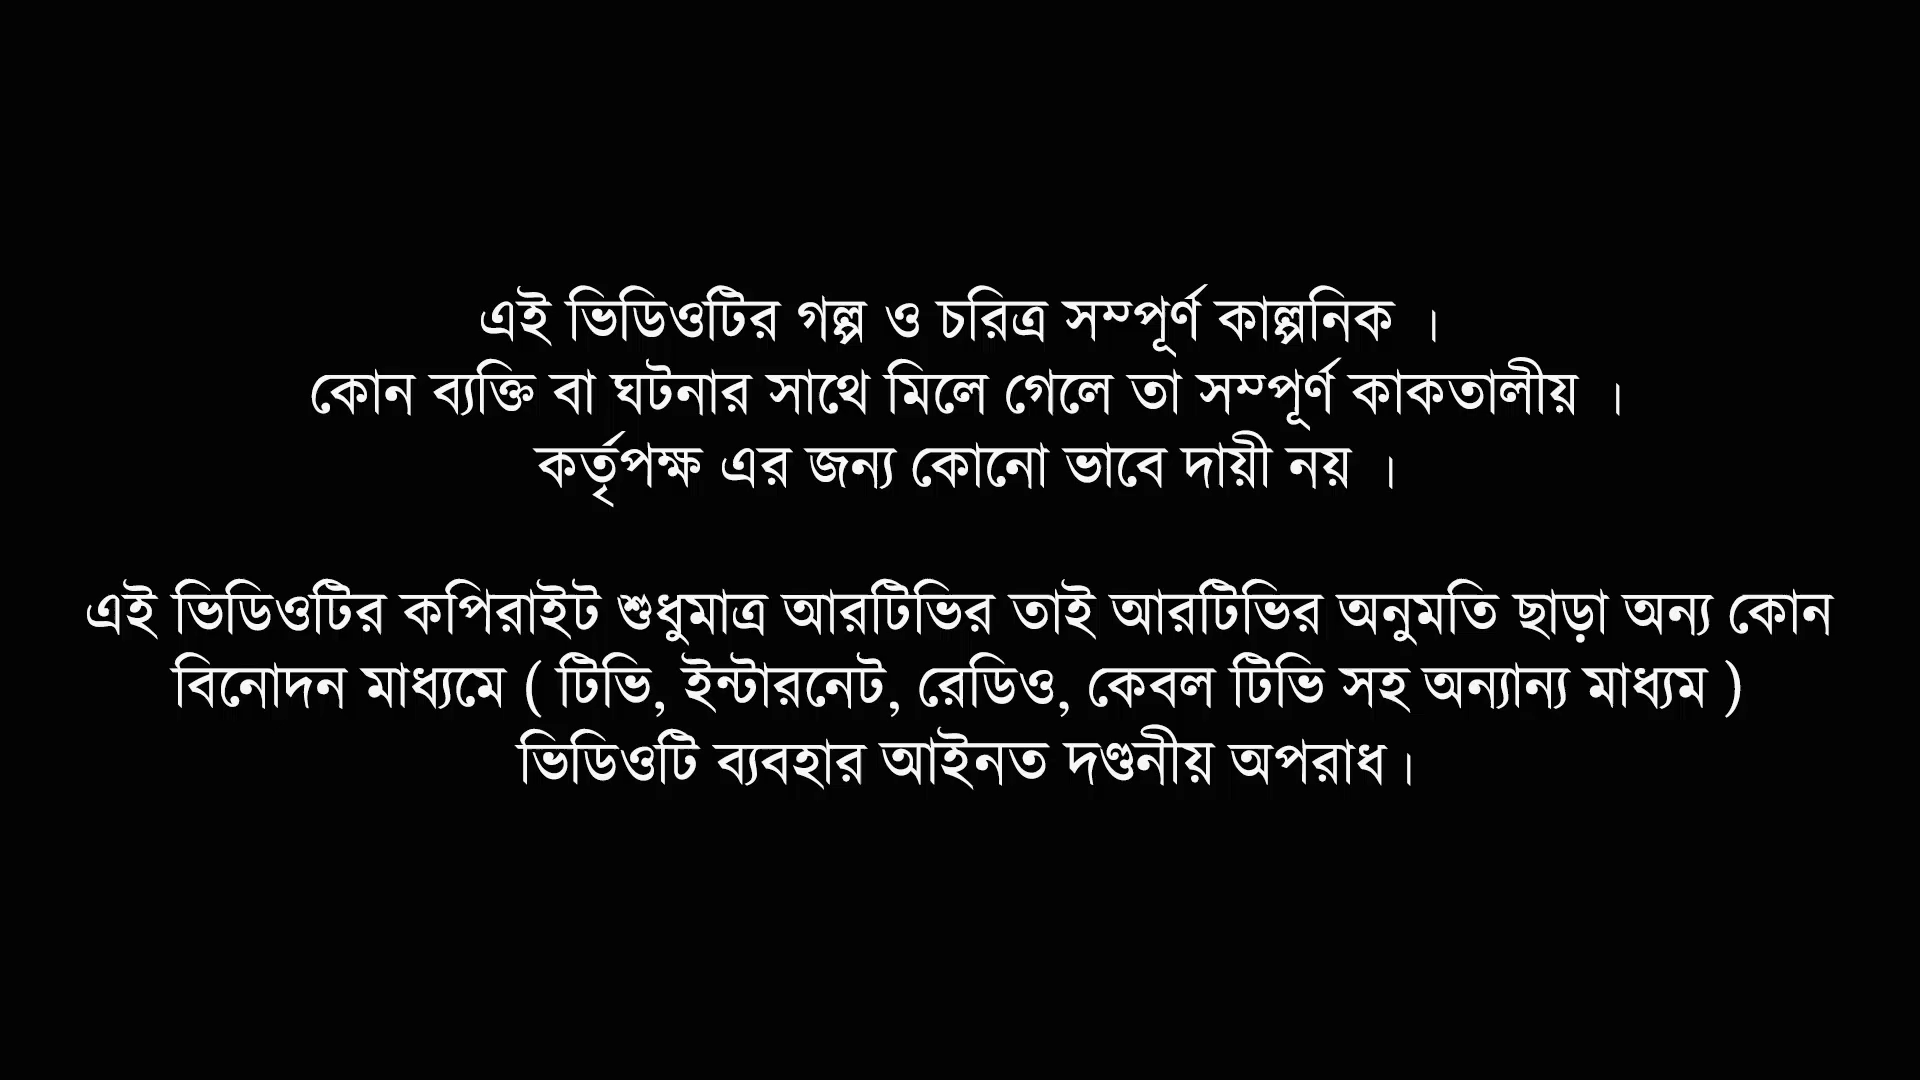 এই ভিডিওটির গল্প ও চরিত্র সম্পূর্ণ কাল্পনিক ।
কোন ব্যক্তি বা ঘটনার সাথে মিলে গেলে তা সম্পূর্ণ কাকতালীয় ।
কর্তৃপক্ষ এর জন্য কোনো ভাবে দায়ী নয় ।
এই ভিডিওটির কপিরাইট শুধুমাত্র আরটিভির তাই আরটিভির অনুমতি ছাড়া অন্য কোন
বিনোদন মাধ্যমে ( টিভি, ইন্টারনেট, রেডিও, কেবল টিভি সহ অন্যান্য মাধ্যম )
ভিডিওটি ব্যবহার আইনত দণ্ডনীয় অপরাধ।